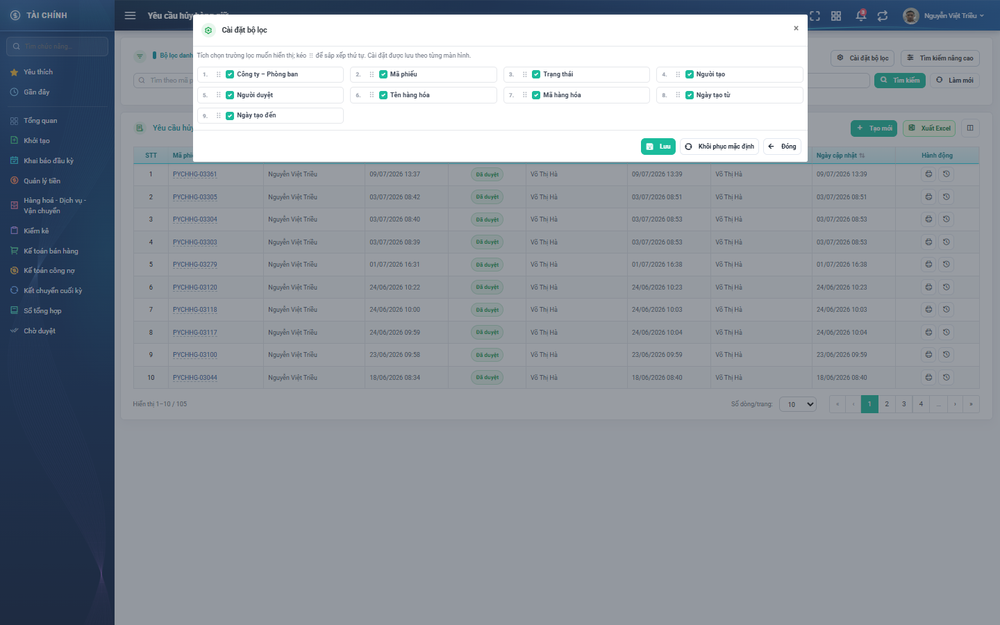 TÀI CHÍNH
Tìm chức năng...
Yêu thích
Gần đây
Tổng quan
Khởi tạo
Khai báo đầu kỳ
Quản lý tiền
Hàng hoá - Dịch vụ -
Vận chuyển
Kiểm kê
Kế toán bán hàng
Kế toán công nợ
Kết chuyển cuối kỳ
Sổ tổng hợp
Chờ duyệt
Yêu cầu hủy hàng giữ
3
Nguyễn Việt Triều
Cài đặt bộ lọc
×
Tích chọn trường lọc muốn hiển thị; kéo ⠿ để sắp xếp thứ tự. Cài đặt được lưu theo từng màn hình.
1. Công ty – Phòng ban
2. Mã phiếu
3. Trạng thái
4. Người tạo
5. Người duyệt
6. Tên hàng hóa
7. Mã hàng hóa
8. Ngày tạo từ
9. Ngày tạo đến
Lưu
Khôi phục mặc định
Đóng
Bộ lọc danh
Cài đặt bộ lọc
Tìm kiếm nâng cao
Tìm theo mã p
Tìm kiếm
Làm mới
Yêu cầu hủy
Tạo mới
Xuất Excel
STT Mã phi Ngày cập nhật Hành động
1 PYCHHG-03361 Nguyễn Việt Triều 09/07/2026 13:37 Đã duyệt Võ Thị Hà 09/07/2026 13:39 Võ Thị Hà 09/07/2026 13:39
2 PYCHHG-03305 Nguyễn Việt Triều 03/07/2026 08:42 Đã duyệt Võ Thị Hà 03/07/2026 08:51 Võ Thị Hà 03/07/2026 08:51
3 PYCHHG-03304 Nguyễn Việt Triều 03/07/2026 08:40 Đã duyệt Võ Thị Hà 03/07/2026 08:53 Võ Thị Hà 03/07/2026 08:53
4 PYCHHG-03303 Nguyễn Việt Triều 03/07/2026 08:39 Đã duyệt Võ Thị Hà 03/07/2026 08:53 Võ Thị Hà 03/07/2026 08:53
5 PYCHHG-03279 Nguyễn Việt Triều 01/07/2026 16:31 Đã duyệt Võ Thị Hà 01/07/2026 16:38 Võ Thị Hà 01/07/2026 16:38
6 PYCHHG-03120 Nguyễn Việt Triều 24/06/2026 10:22 Đã duyệt Võ Thị Hà 24/06/2026 10:23 Võ Thị Hà 24/06/2026 10:23
7 PYCHHG-03118 Nguyễn Việt Triều 24/06/2026 10:00 Đã duyệt Võ Thị Hà 24/06/2026 10:03 Võ Thị Hà 24/06/2026 10:03
8 PYCHHG-03117 Nguyễn Việt Triều 24/06/2026 09:59 Đã duyệt Võ Thị Hà 24/06/2026 10:04 Võ Thị Hà 24/06/2026 10:04
9 PYCHHG-03100 Nguyễn Việt Triều 23/06/2026 09:58 Đã duyệt Võ Thị Hà 23/06/2026 09:59 Võ Thị Hà 23/06/2026 09:59
10 PYCHHG-03044 Nguyễn Việt Triều 18/06/2026 08:34 Đã duyệt Võ Thị Hà 18/06/2026 08:40 Võ Thị Hà 18/06/2026 08:40
Hiển thị 1–10 / 105
Số dòng/trang: 10
« ‹ 1 2 3 4 ... › »